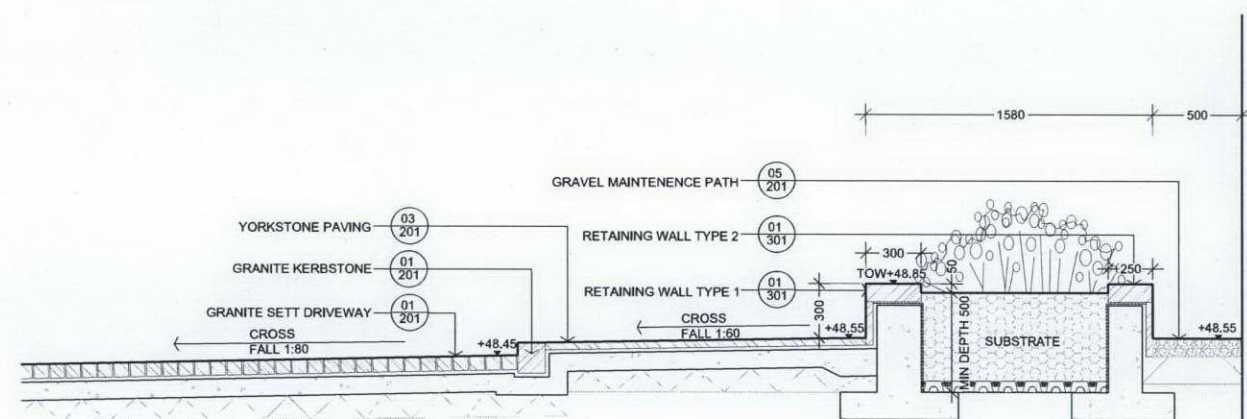 1580
500
GRAVEL MAINTENENCE PATH
05
201
YORKSTONE PAVING
03
201
RETAINING WALL TYPE 2
01
301
300
GRANITE KERBSTONE
01
201
TOW+48.85
50
250
RETAINING WALL TYPE 1
01
301
GRANITE SETT DRIVEWAY
01
201
300
CROSS
FALL 1:60
CROSS
FALL 1:80
+48.45
+48.55
MIN DEPTH 500
SUBSTRATE
+48.55